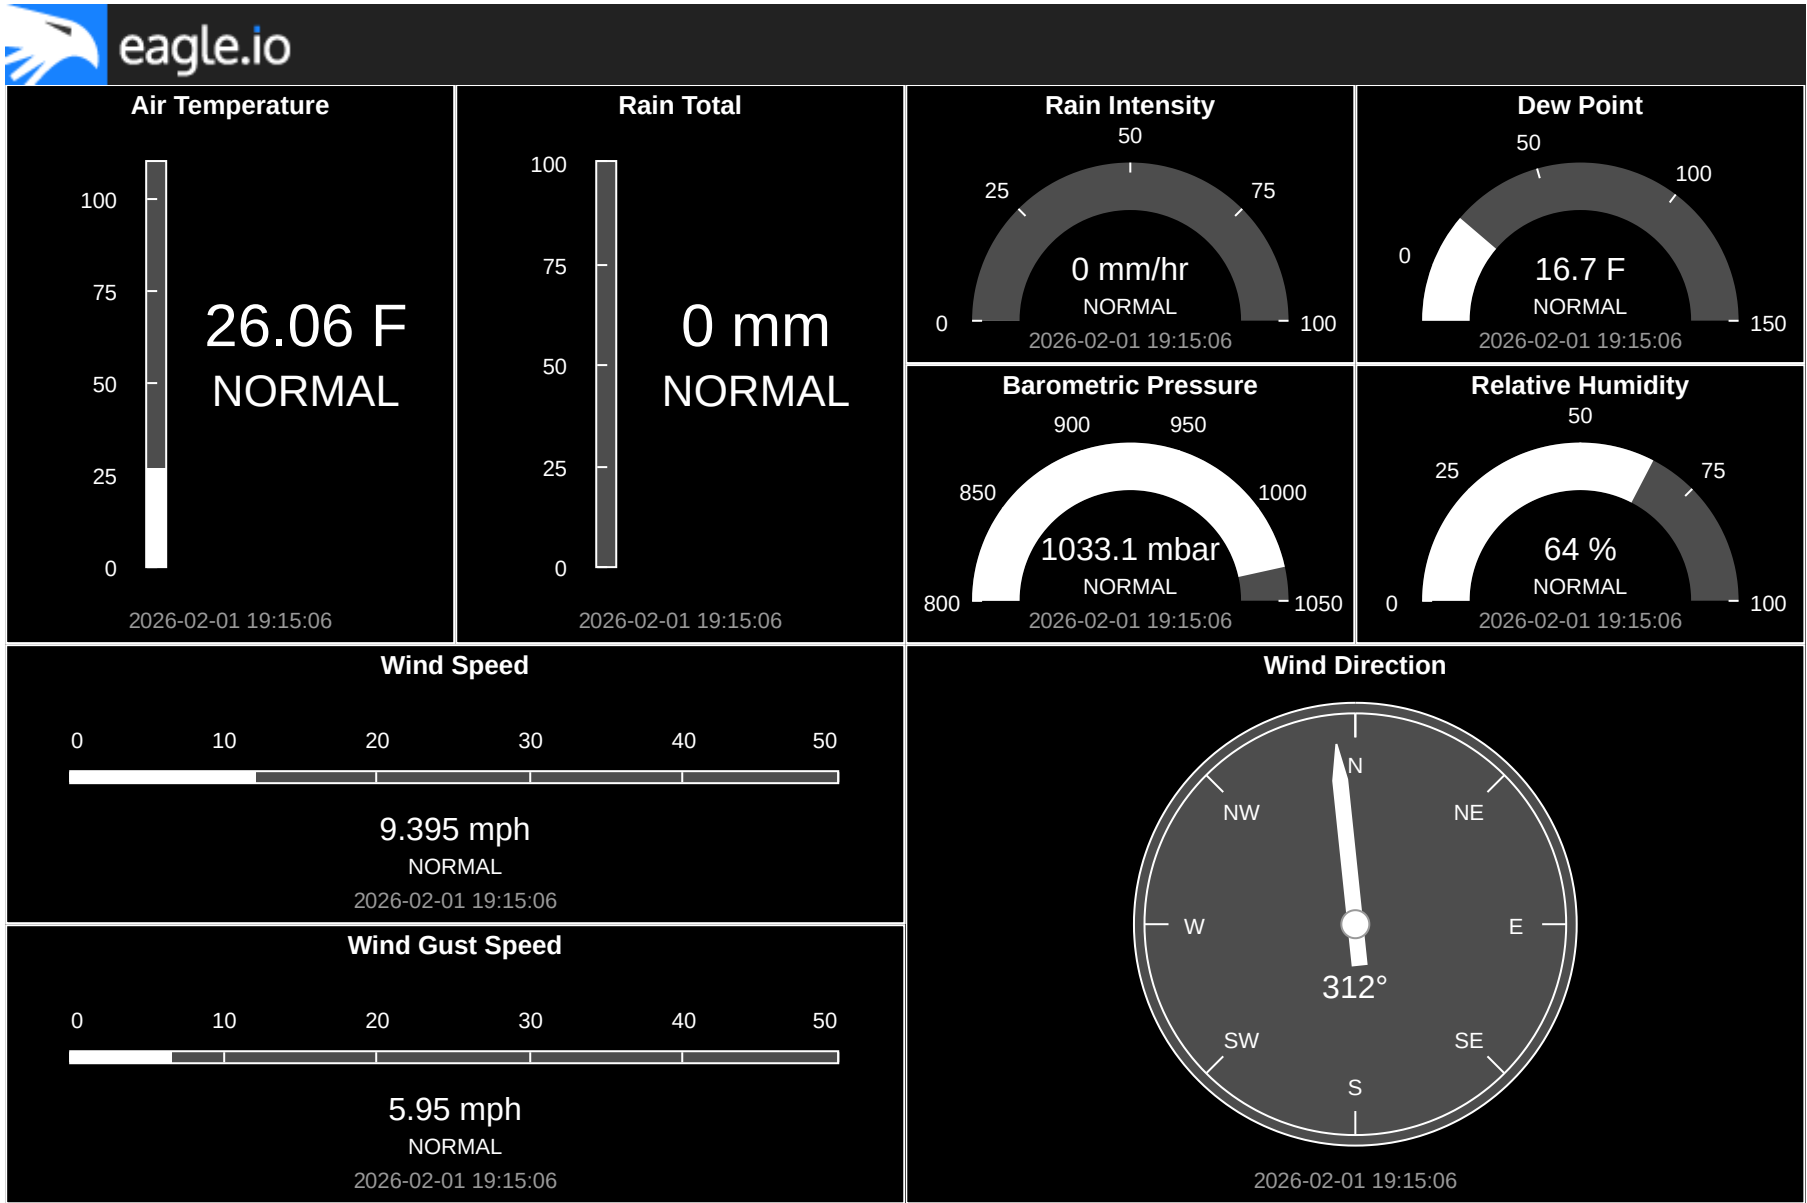 eagle.io
Air Temperature
100
75
50
25
0
26.06 F
NORMAL
2026-02-01 19:15:06
Rain Total
100
75
50
25
0
0 mm
NORMAL
2026-02-01 19:15:06
Rain Intensity
50
25
75
0
100
0 mm/hr
NORMAL
2026-02-01 19:15:06
Dew Point
50
100
0
150
16.7 F
NORMAL
2026-02-01 19:15:06
Barometric Pressure
900
950
850
1000
800
1050
1033.1 mbar
NORMAL
2026-02-01 19:15:06
Relative Humidity
50
25
75
0
100
64 %
NORMAL
2026-02-01 19:15:06
Wind Speed
0 10 20 30 40 50
9.395 mph
NORMAL
2026-02-01 19:15:06
Wind Gust Speed
0 10 20 30 40 50
5.95 mph
NORMAL
2026-02-01 19:15:06
Wind Direction
N
NW
NE
W
E
312°
SW
SE
S
2026-02-01 19:15:06